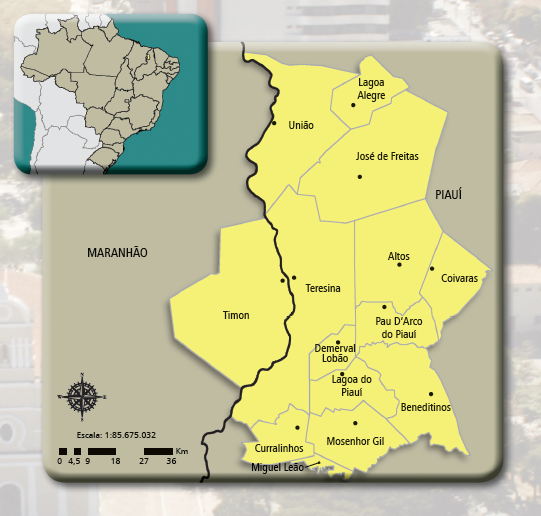 Lagoa
Alegre
União
José de Freitas
PIAUÍ
MARANHÃO
Altos
Coivaras
Teresina
Timon
Pau D'Arco
do Piauí
Demerval
Lobão
Lagoa do
Piauí
Beneditinos
N
W E
S
Escala: 1:85.675.032
Km
0 4,5 9 18 27 36
Curralinhos
Mosenhor Gil
Miguel Leão